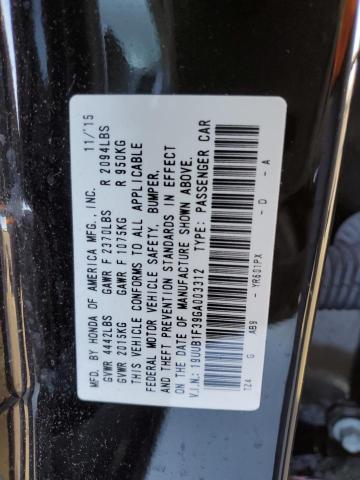 MFD. BY HONDA OF AMERICA MFG., INC. 11/'15
GVWR 4442LBS GAWR F 2370LBS R 2094LBS
GVWR 2015KG GAWR F 1075KG R 950KG
THIS VEHICLE CONFORMS TO ALL APPLICABLE
FEDERAL MOTOR VEHICLE SAFETY, BUMPER,
AND THEFT PREVENTION STANDARDS IN EFFECT
ON THE DATE OF MANUFACTURE SHOWN ABOVE.
V.I.N.: 19UUB1F39GA003312 TYPE: PASSENGER CAR
TZ4 G AB9 - YR601PX - D - A